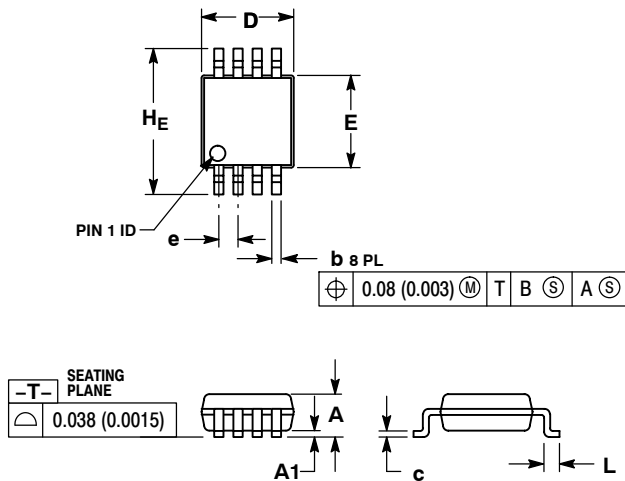 D
HE
E
PIN 1 ID
e
b 8 PL
⌖ 0.08 (0.003) Ⓜ T B Ⓢ A Ⓢ
–T– SEATING
PLANE
⌓ 0.038 (0.0015)
A
A1
c
L